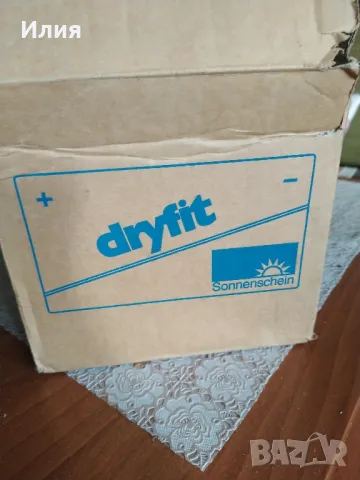 Илия
+
−
dryfit
Sonnenschein
BAZAR